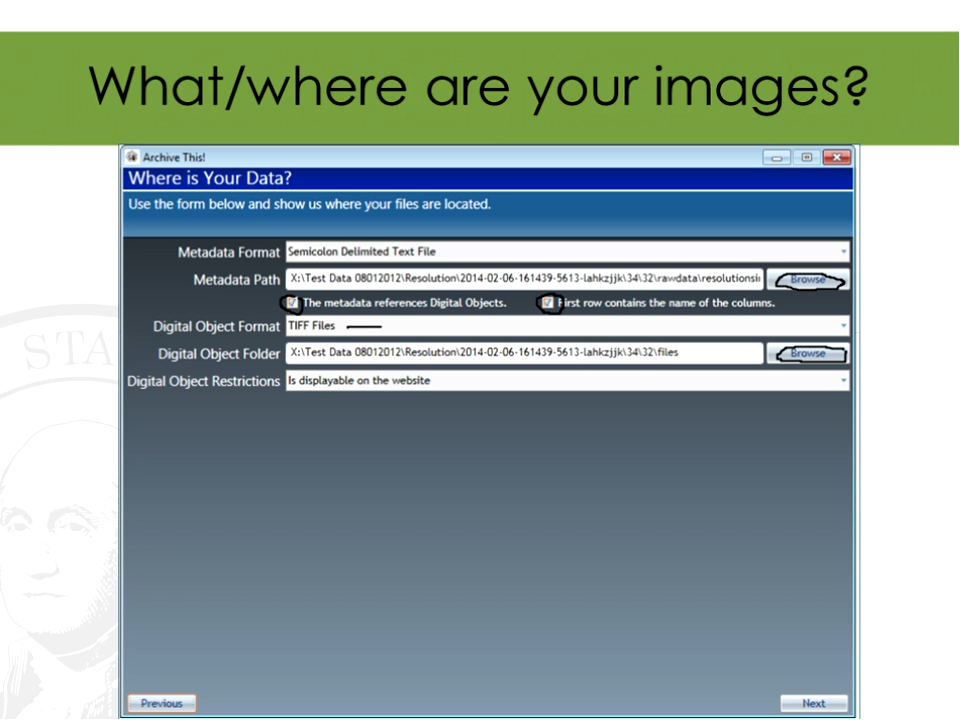 What/where are your images?
Archive This!
Where is Your Data?
Use the form below and show us where your files are located.
Metadata Format Semicolon Delimited Text File
Metadata Path X:\Test Data 08012012\Resolution\2014-02-06-161439-5613-lahkzjjk\34\32\rawdata\resolutionsi Browse
The metadata references Digital Objects. First row contains the name of the columns.
Digital Object Format TIFF Files
Digital Object Folder X:\Test Data 08012012\Resolution\2014-02-06-161439-5613-lahkzjjk\34\32\files Browse
Digital Object Restrictions Is displayable on the website
STA
Previous Next